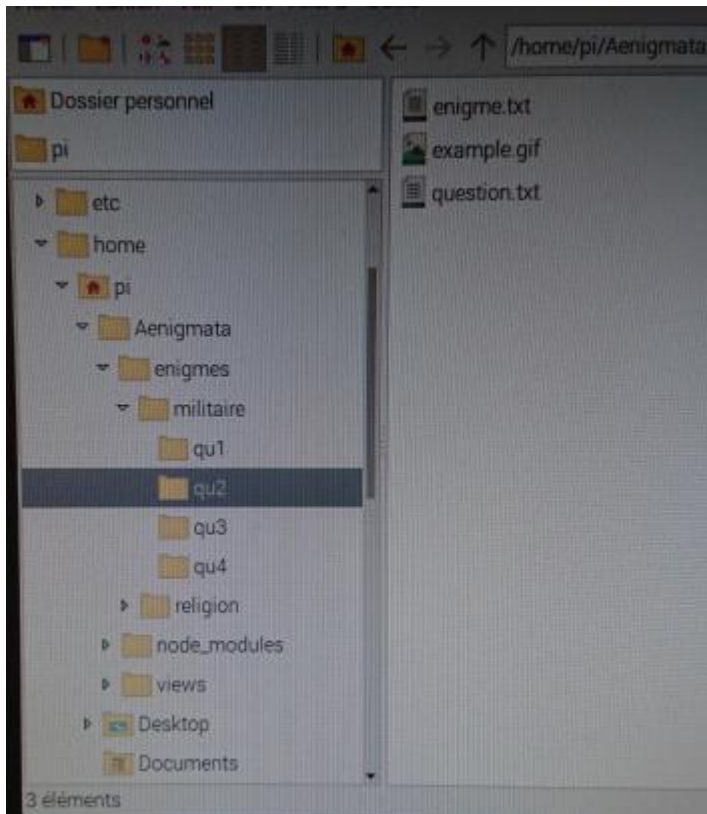 /home/pi/Aenigmata
Dossier personnel
pi
etc
home
pi
Aenigmata
enigmes
militaire
qu1
qu2
qu3
qu4
religion
node_modules
views
Desktop
Documents
enigme.txt
example.gif
question.txt
3 éléments